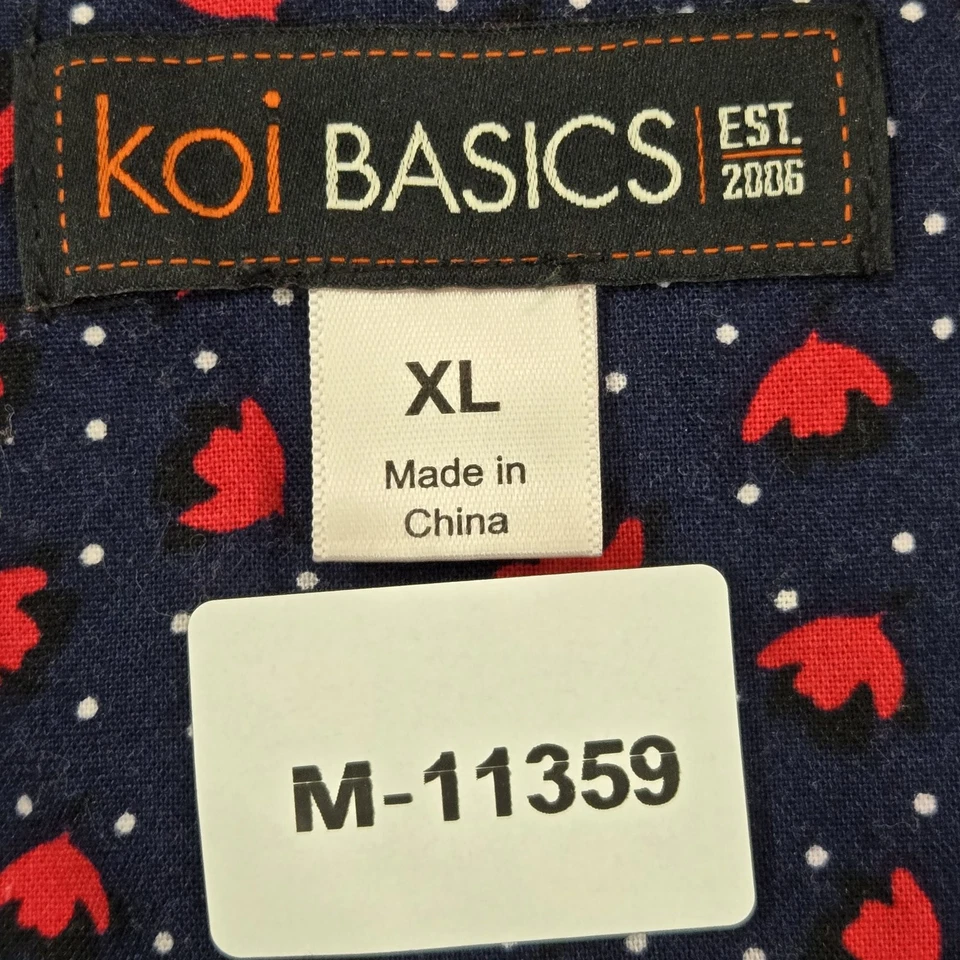 koi BASICS EST. 2006
XL
Made in
China
M-11359